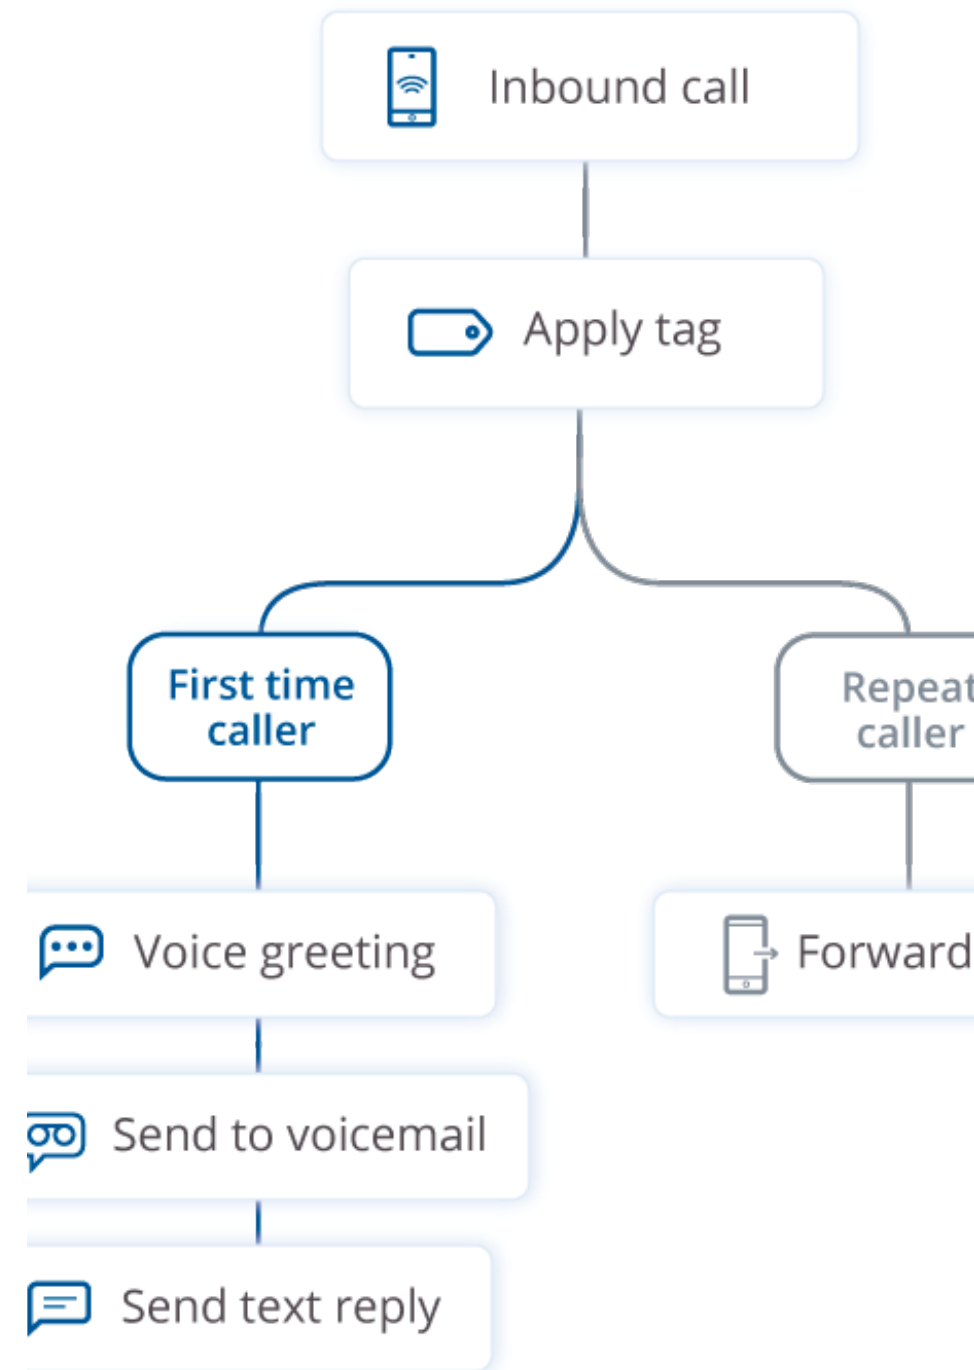 Inbound call
Apply tag
First time
caller
Repeat
caller
Voice greeting
Forward
Send to voicemail
Send text reply